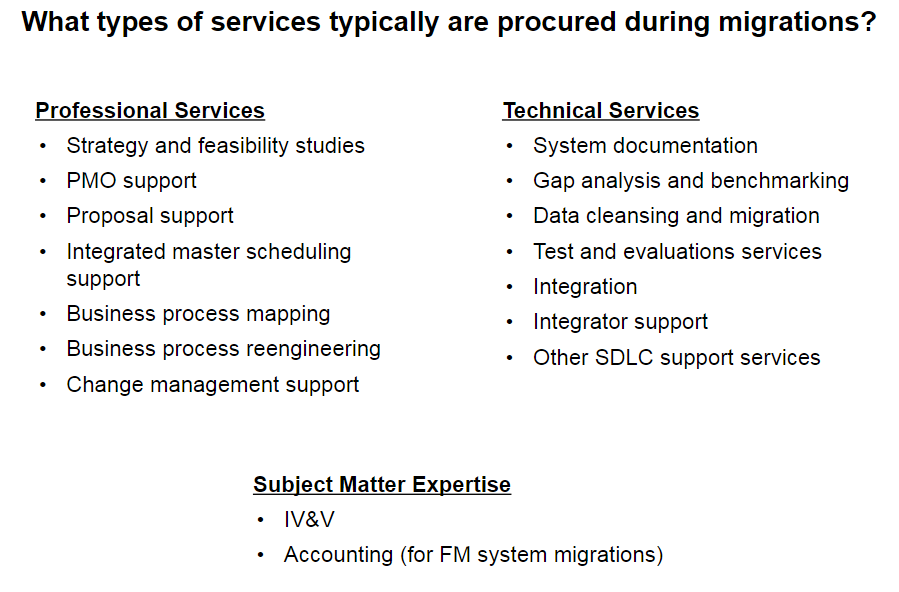 What types of services typically are procured during migrations?
Professional Services
• Strategy and feasibility studies
• PMO support
• Proposal support
• Integrated master scheduling
support
• Business process mapping
• Business process reengineering
• Change management support
Technical Services
• System documentation
• Gap analysis and benchmarking
• Data cleansing and migration
• Test and evaluations services
• Integration
• Integrator support
• Other SDLC support services
Subject Matter Expertise
• IV&V
• Accounting (for FM system migrations)